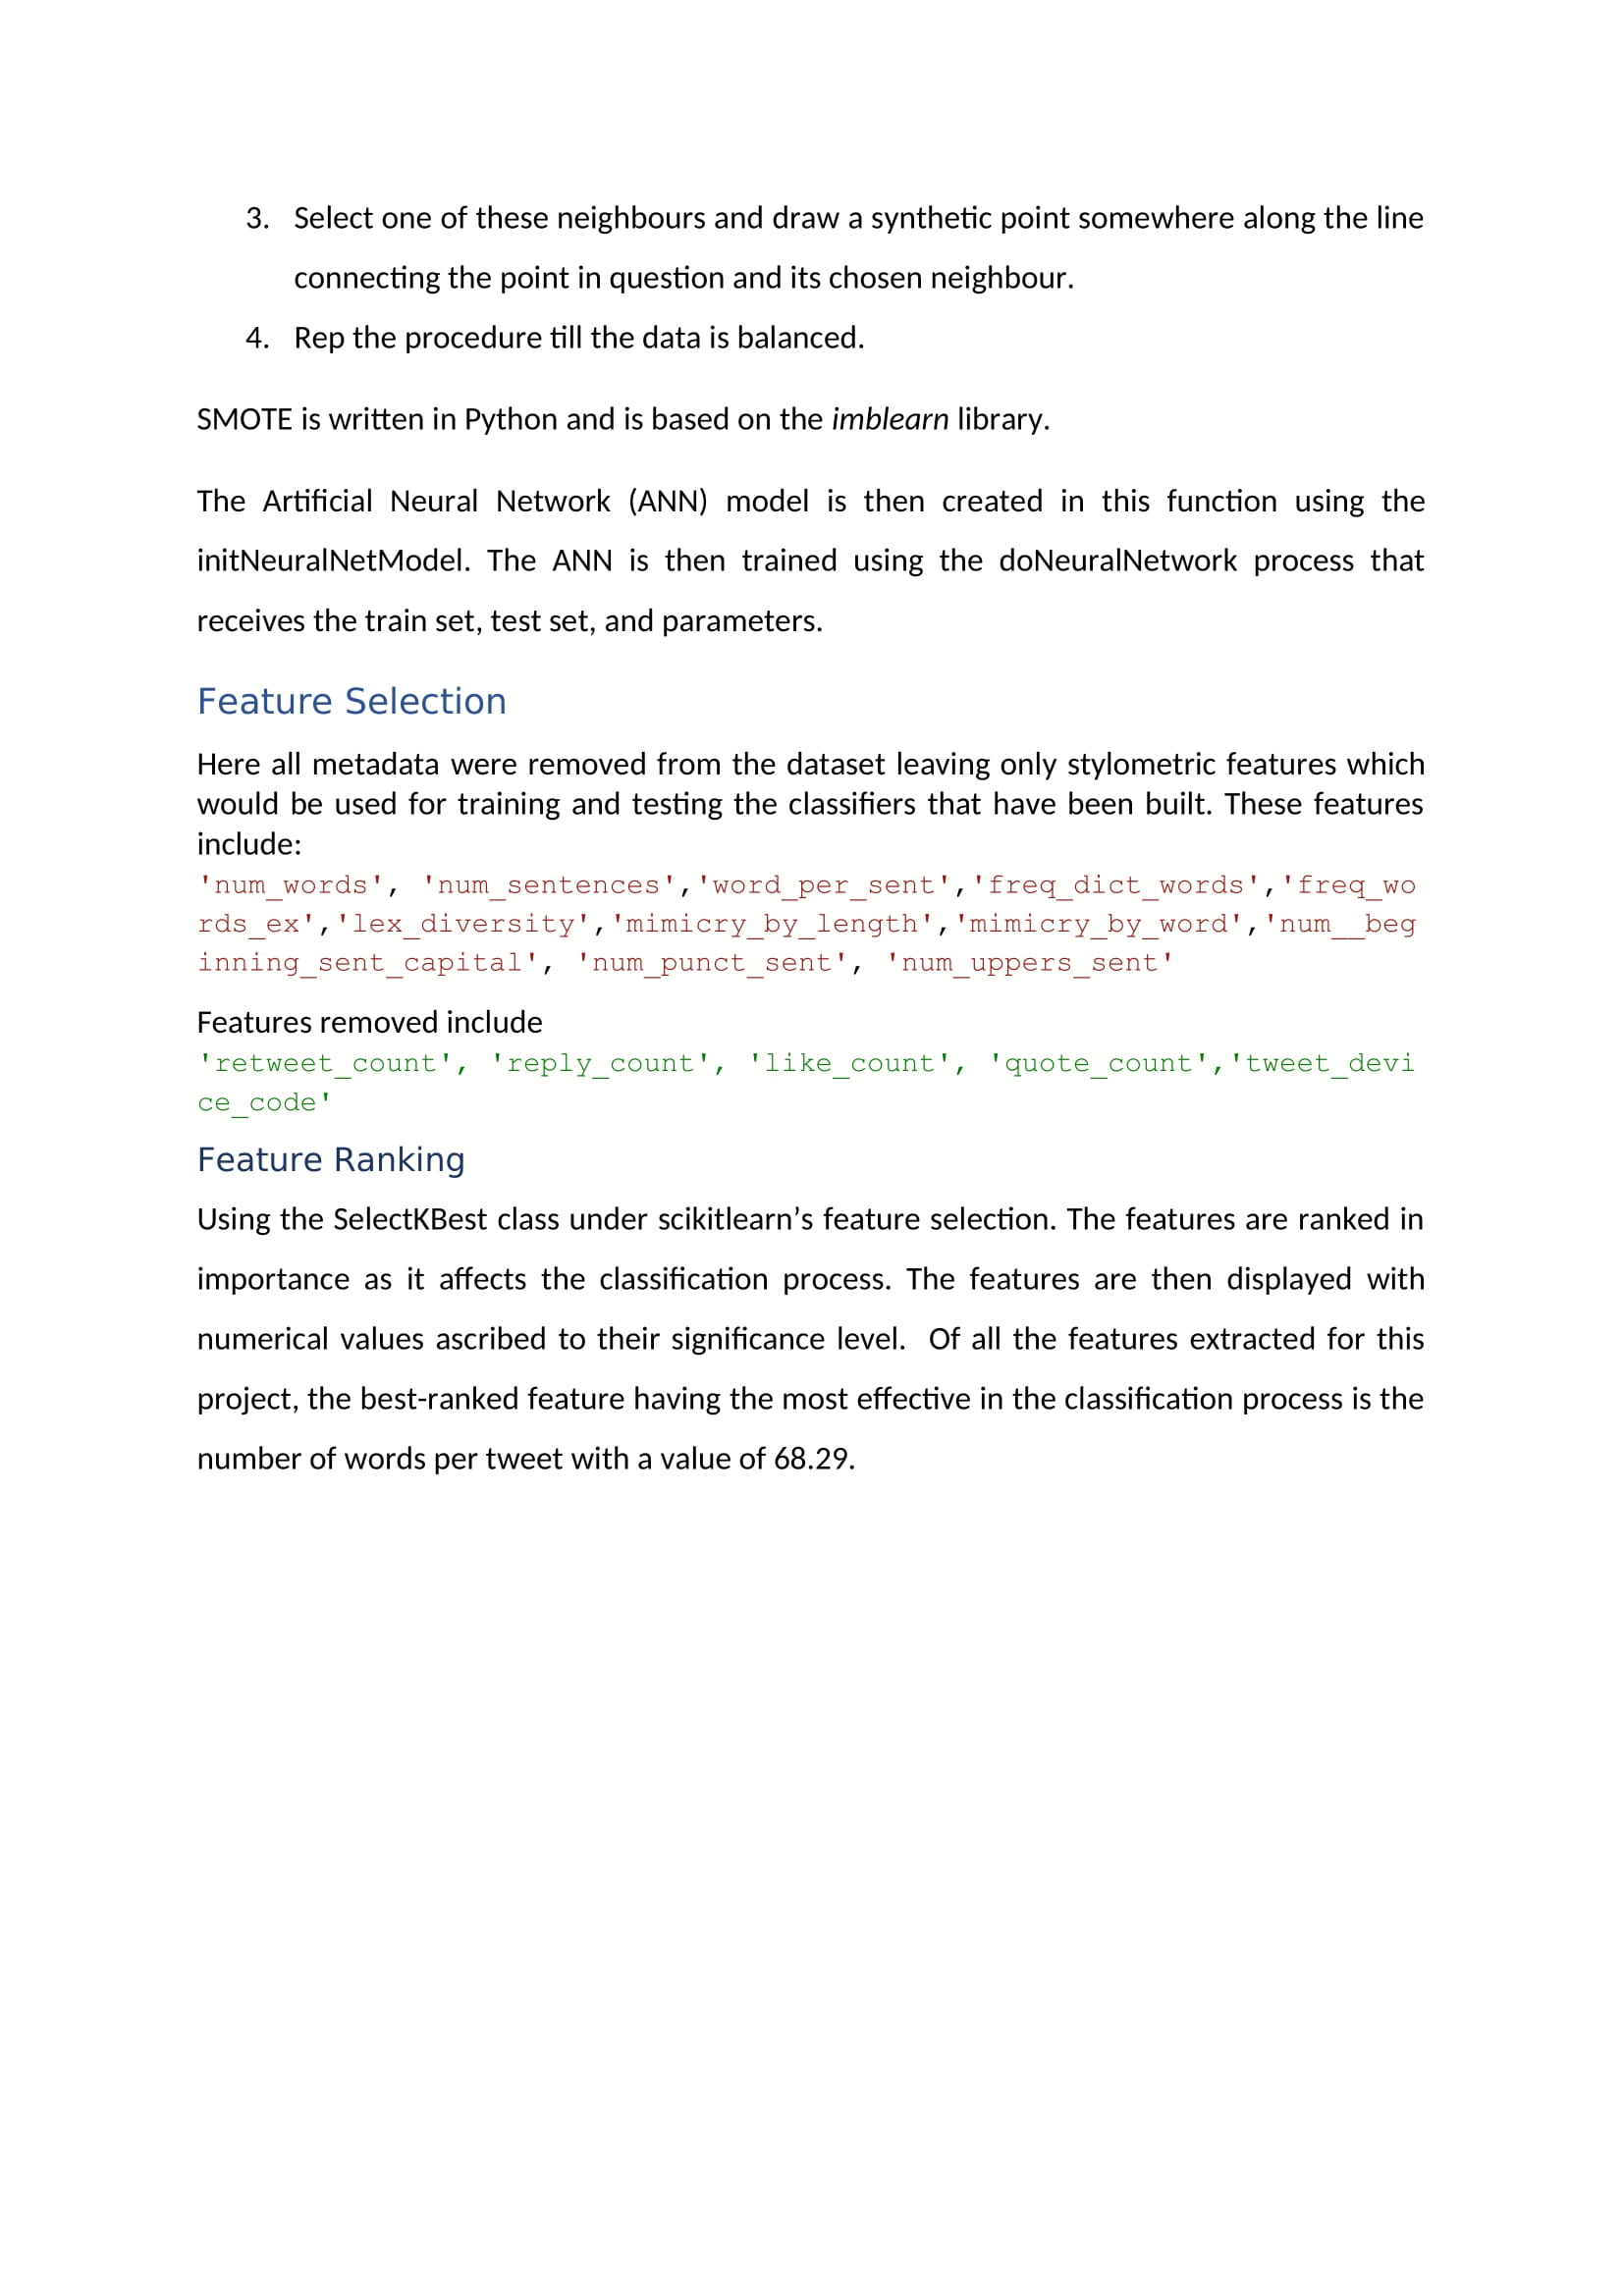 3. Select one of these neighbours and draw a synthetic point somewhere along the line
connecting the point in question and its chosen neighbour.
4. Rep the procedure till the data is balanced.
SMOTE is written in Python and is based on the imblearn library.
The Artificial Neural Network (ANN) model is then created in this function using the
initNeuralNetModel. The ANN is then trained using the doNeuralNetwork process that
receives the train set, test set, and parameters.
Feature Selection
Here all metadata were removed from the dataset leaving only stylometric features which
would be used for training and testing the classifiers that have been built. These features
include:
'num_words', 'num_sentences','word_per_sent','freq_dict_words','freq_wo
rds_ex','lex_diversity','mimicry_by_length','mimicry_by_word','num__beg
inning_sent_capital', 'num_punct_sent', 'num_uppers_sent'
Features removed include
'retweet_count', 'reply_count', 'like_count', 'quote_count','tweet_devi
ce_code'
Feature Ranking
Using the SelectKBest class under scikitlearn’s feature selection. The features are ranked in
importance as it affects the classification process. The features are then displayed with
numerical values ascribed to their significance level.  Of all the features extracted for this
project, the best-ranked feature having the most effective in the classification process is the
number of words per tweet with a value of 68.29.